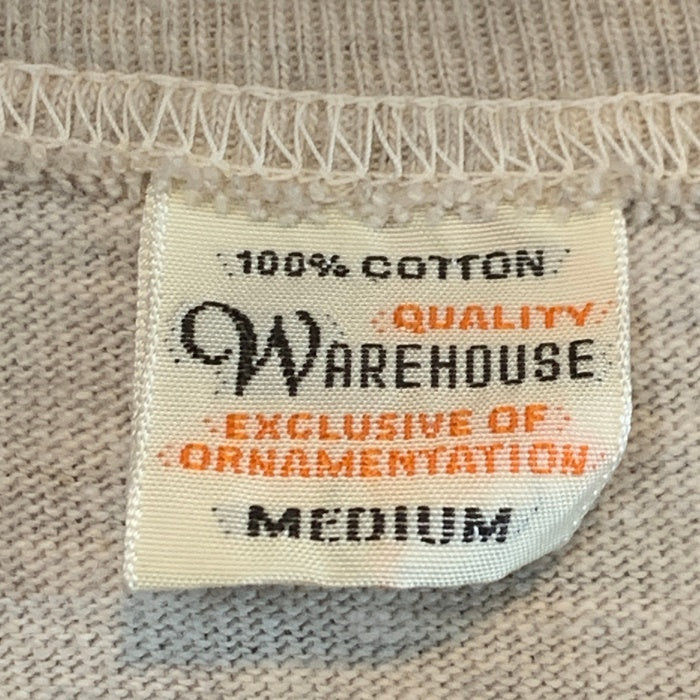 100% COTTON
QUALITY
WAREHOUSE
EXCLUSIVE OF
ORNAMENTATION
MEDIUM